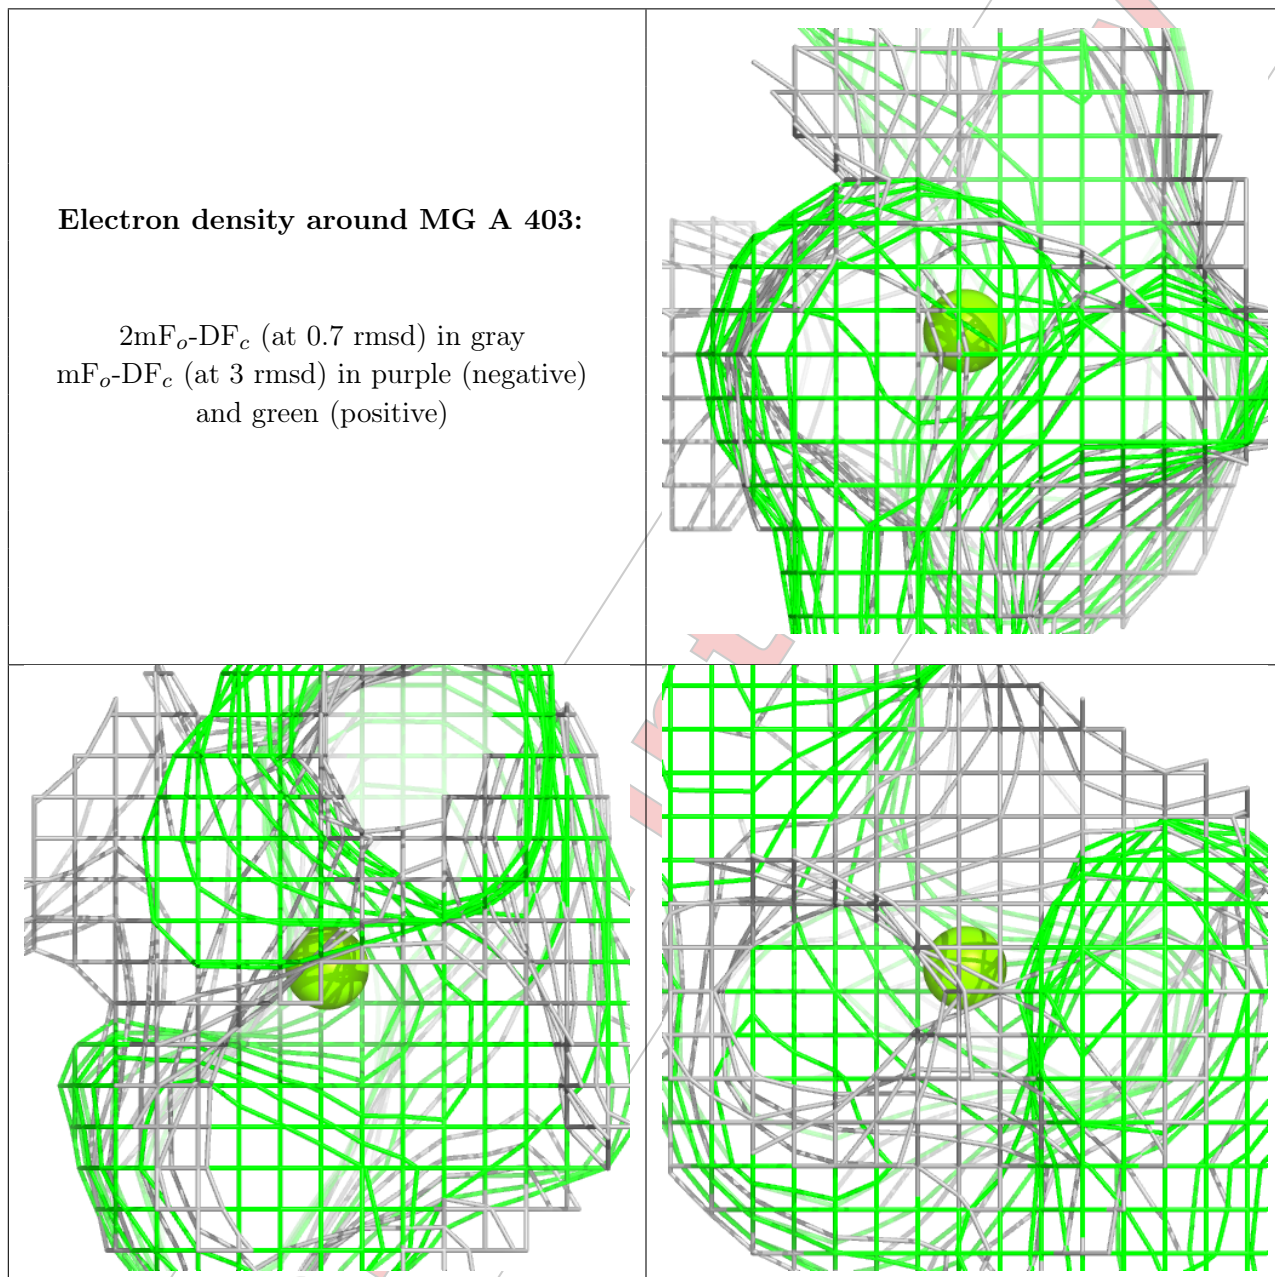 Electron density around MG A 403:
2mFo-DFc (at 0.7 rmsd) in gray
mFo-DFc (at 3 rmsd) in purple (negative)
and green (positive)